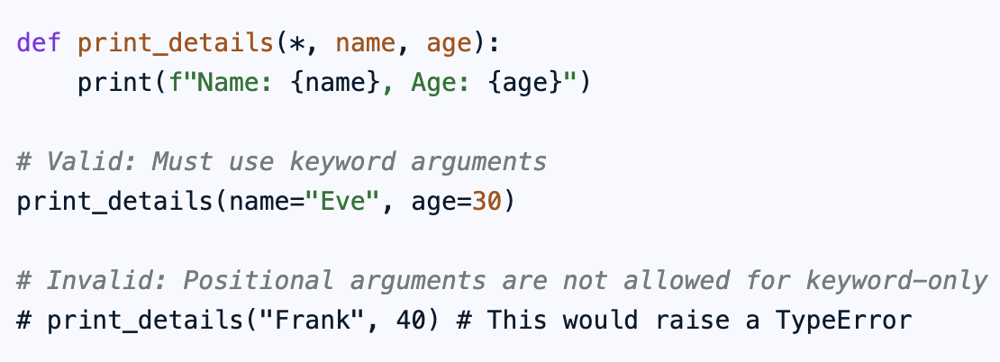 def print_details(*, name, age):
    print(f"Name: {name}, Age: {age}")
# Valid: Must use keyword arguments
print_details(name="Eve", age=30)
# Invalid: Positional arguments are not allowed for keyword-only
# print_details("Frank", 40) # This would raise a TypeError